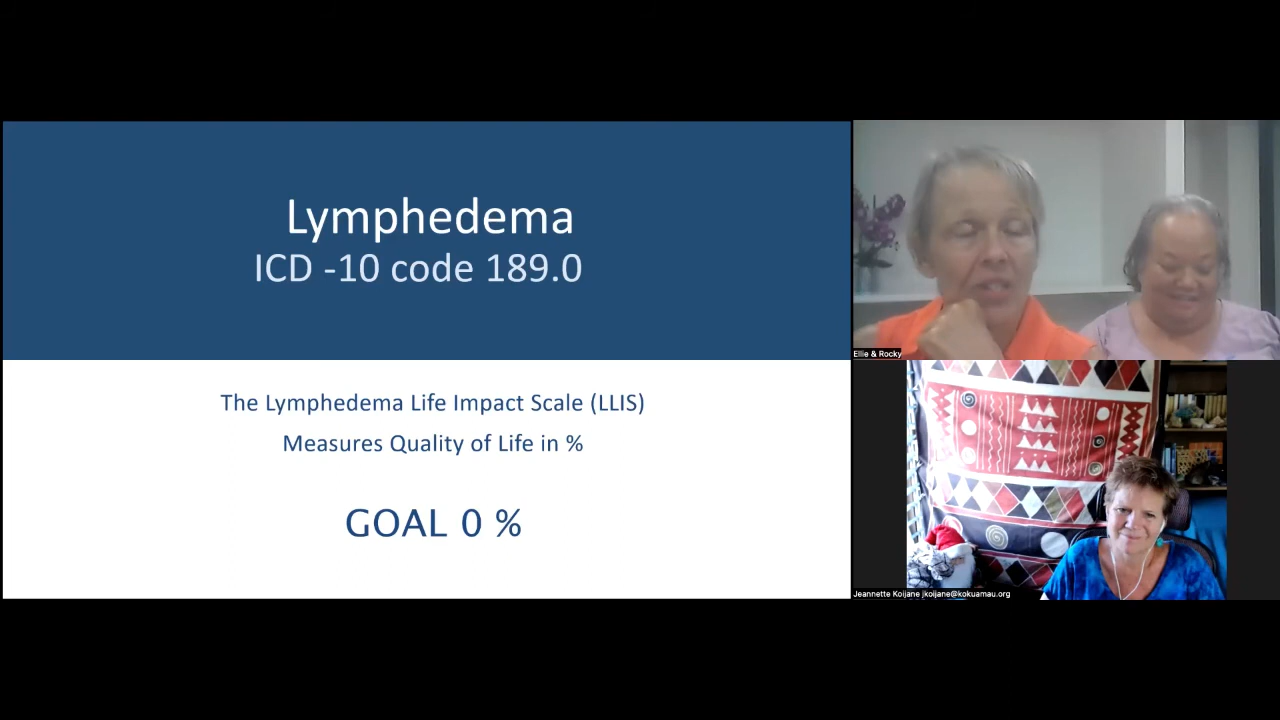 Lymphedema
ICD -10 code 189.0
The Lymphedema Life Impact Scale (LLIS)
Measures Quality of Life in %
GOAL 0 %
Ellie & Rocky
Jeannette Koijane jkoijane@kokuamau.org